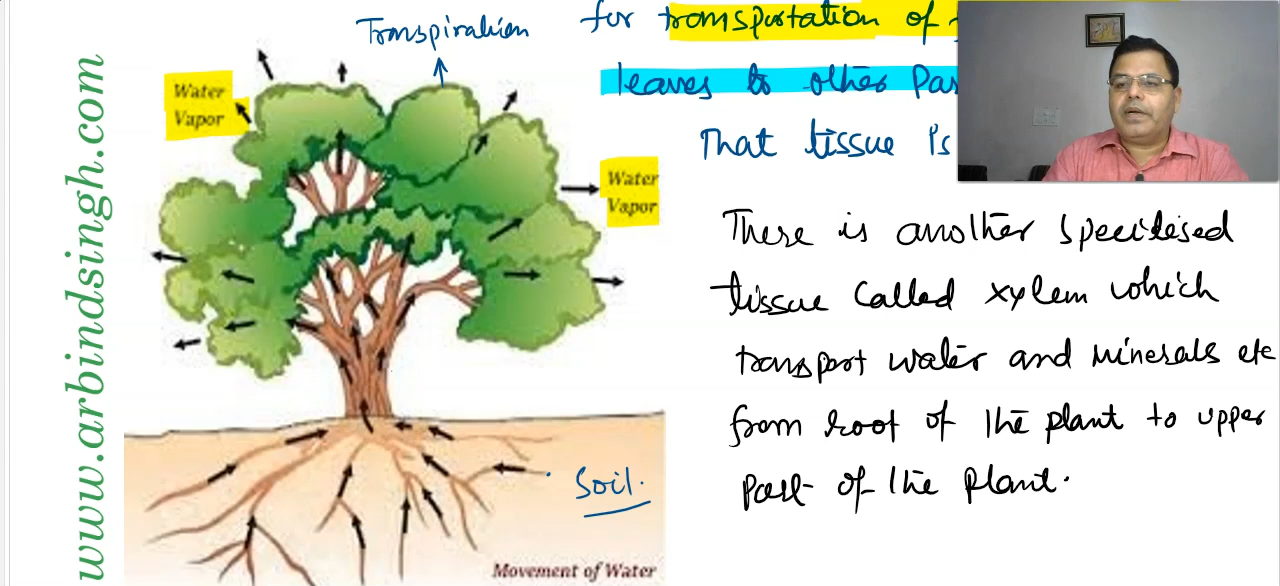 www.arbindsingh.com
Transpiration
for transportation of
leaves to other Par
That tissue is
Water
Vapor
Water
Vapor
There is another specilised
tissue called xylem which
transport water and minerals etc
from root of the plant to upper
part of the plant.
Soil.
Movement of Water